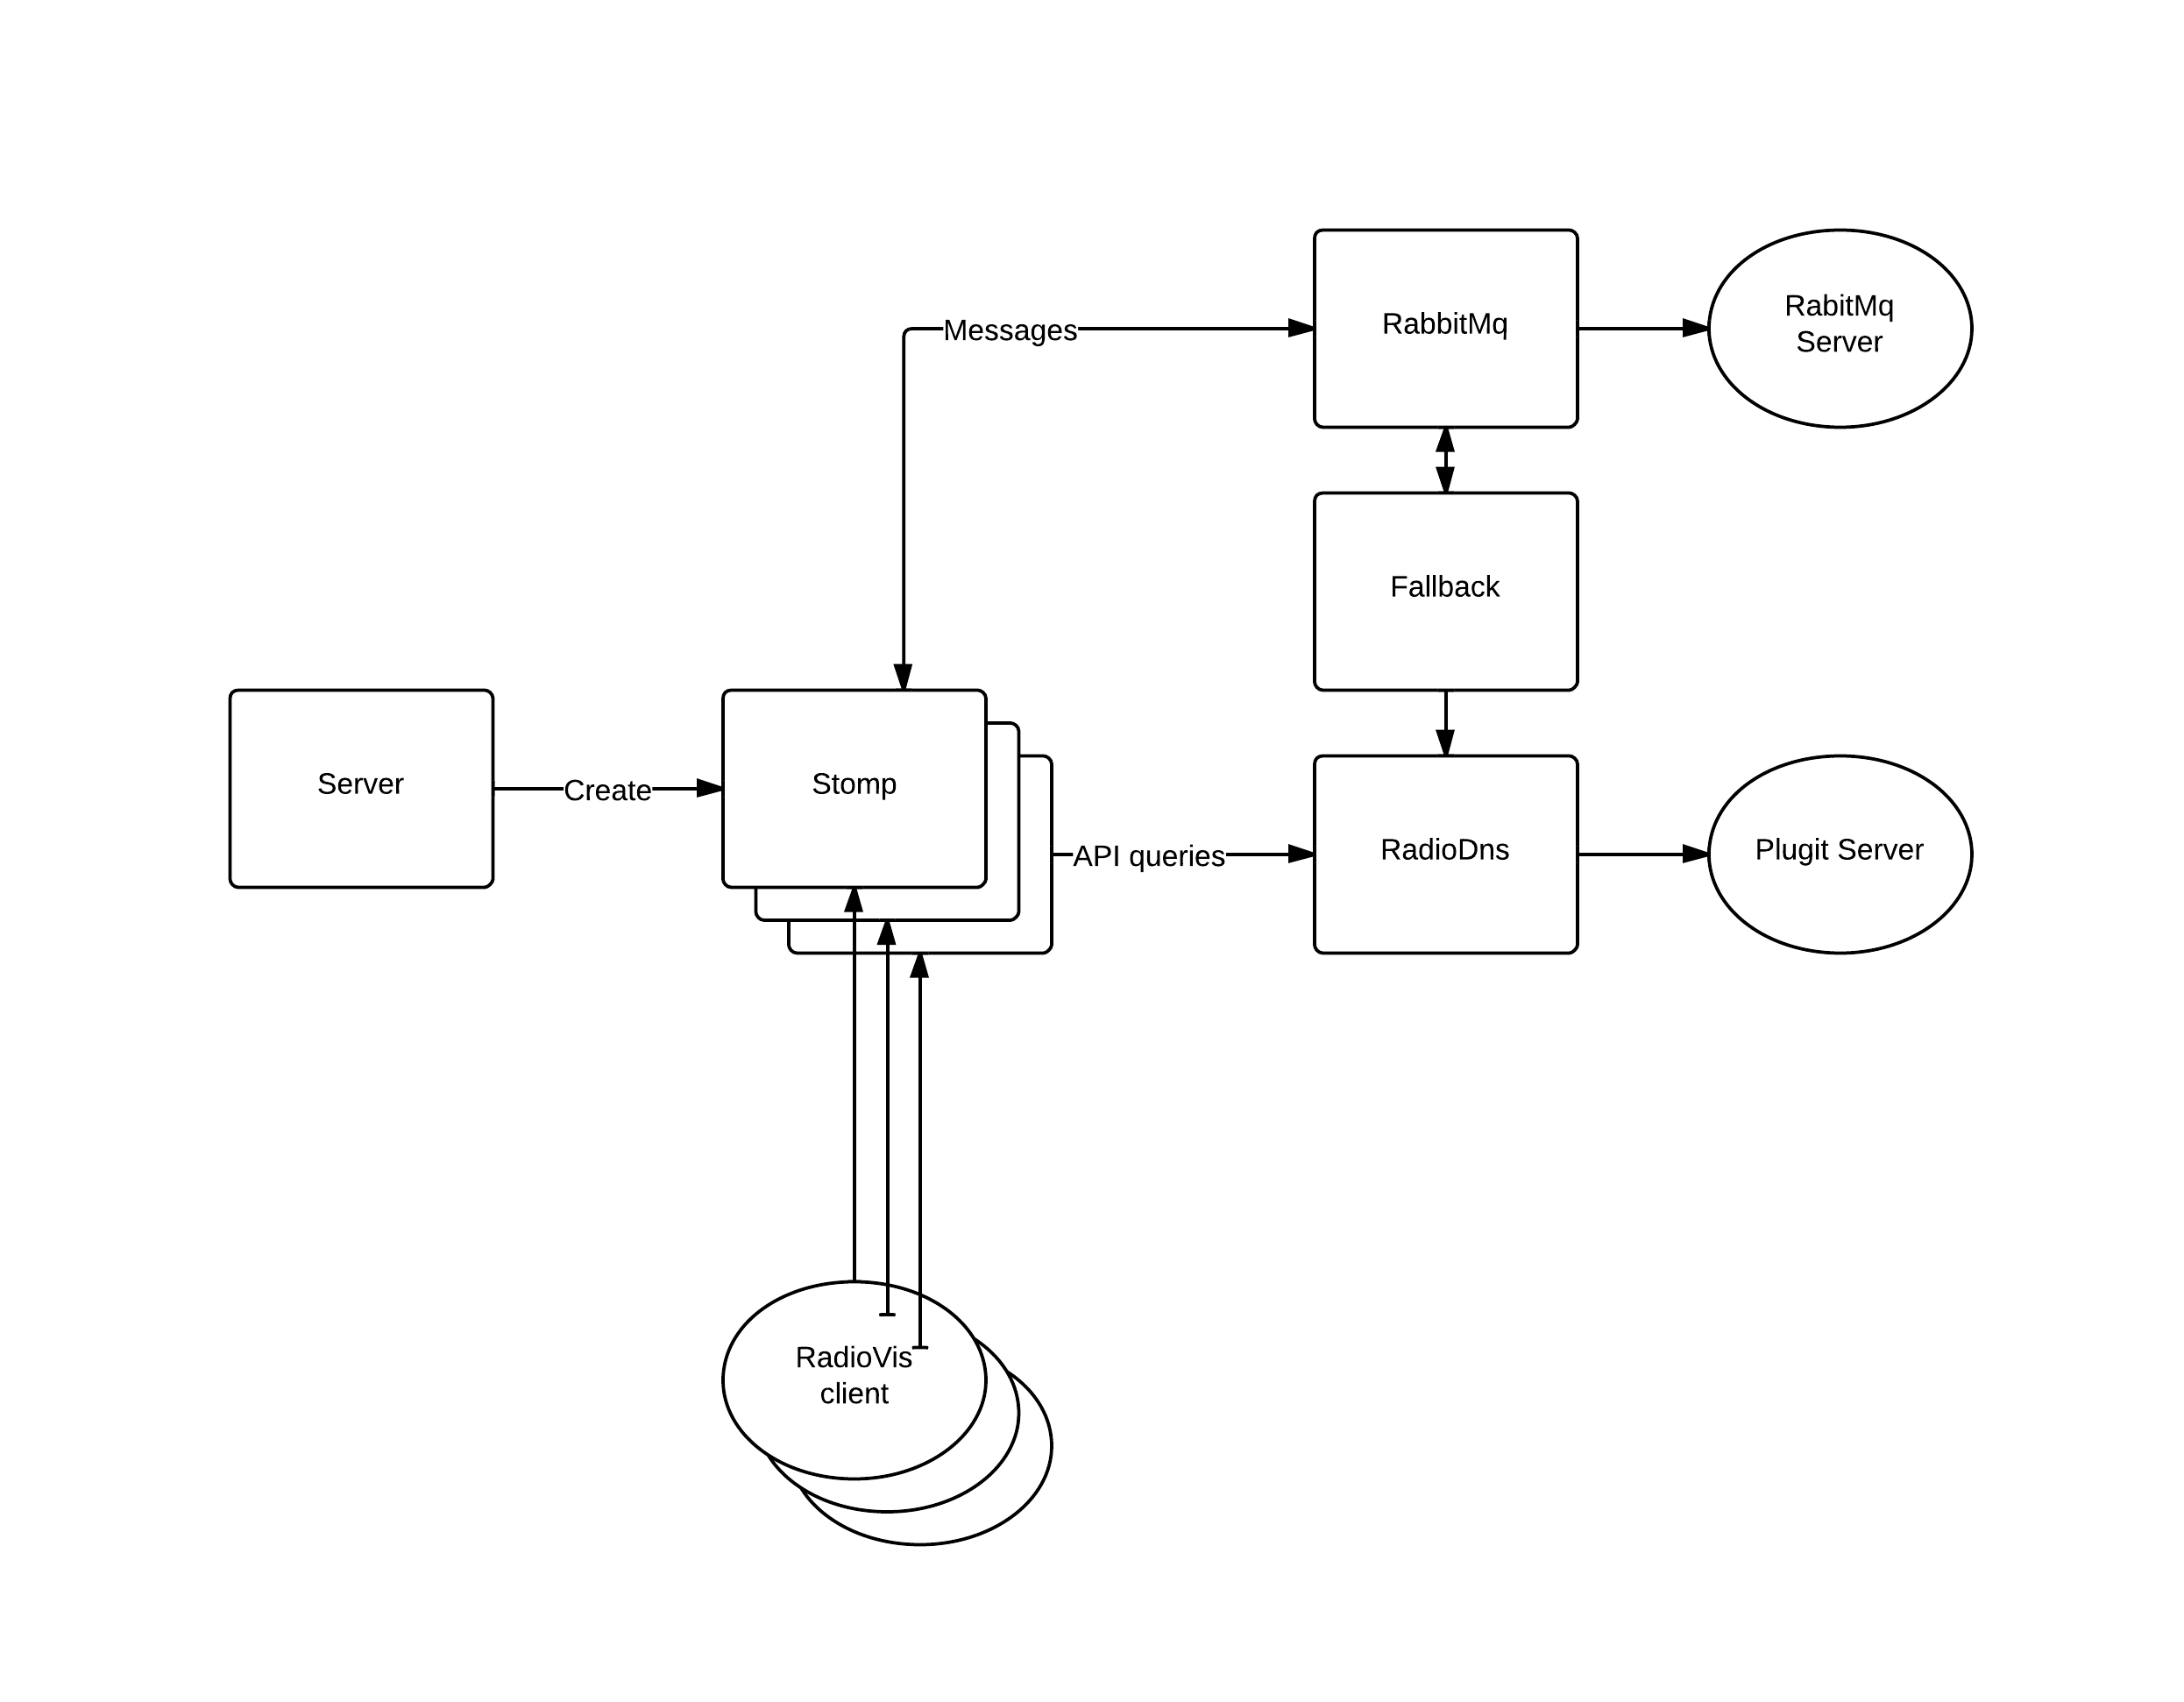 RabbitMq
RabitMq
Server
Messages
Fallback
Server
Create
Stomp
API queries
RadioDns
Plugit Server
RadioVis
client